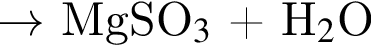 → MgSO₃ + H₂O